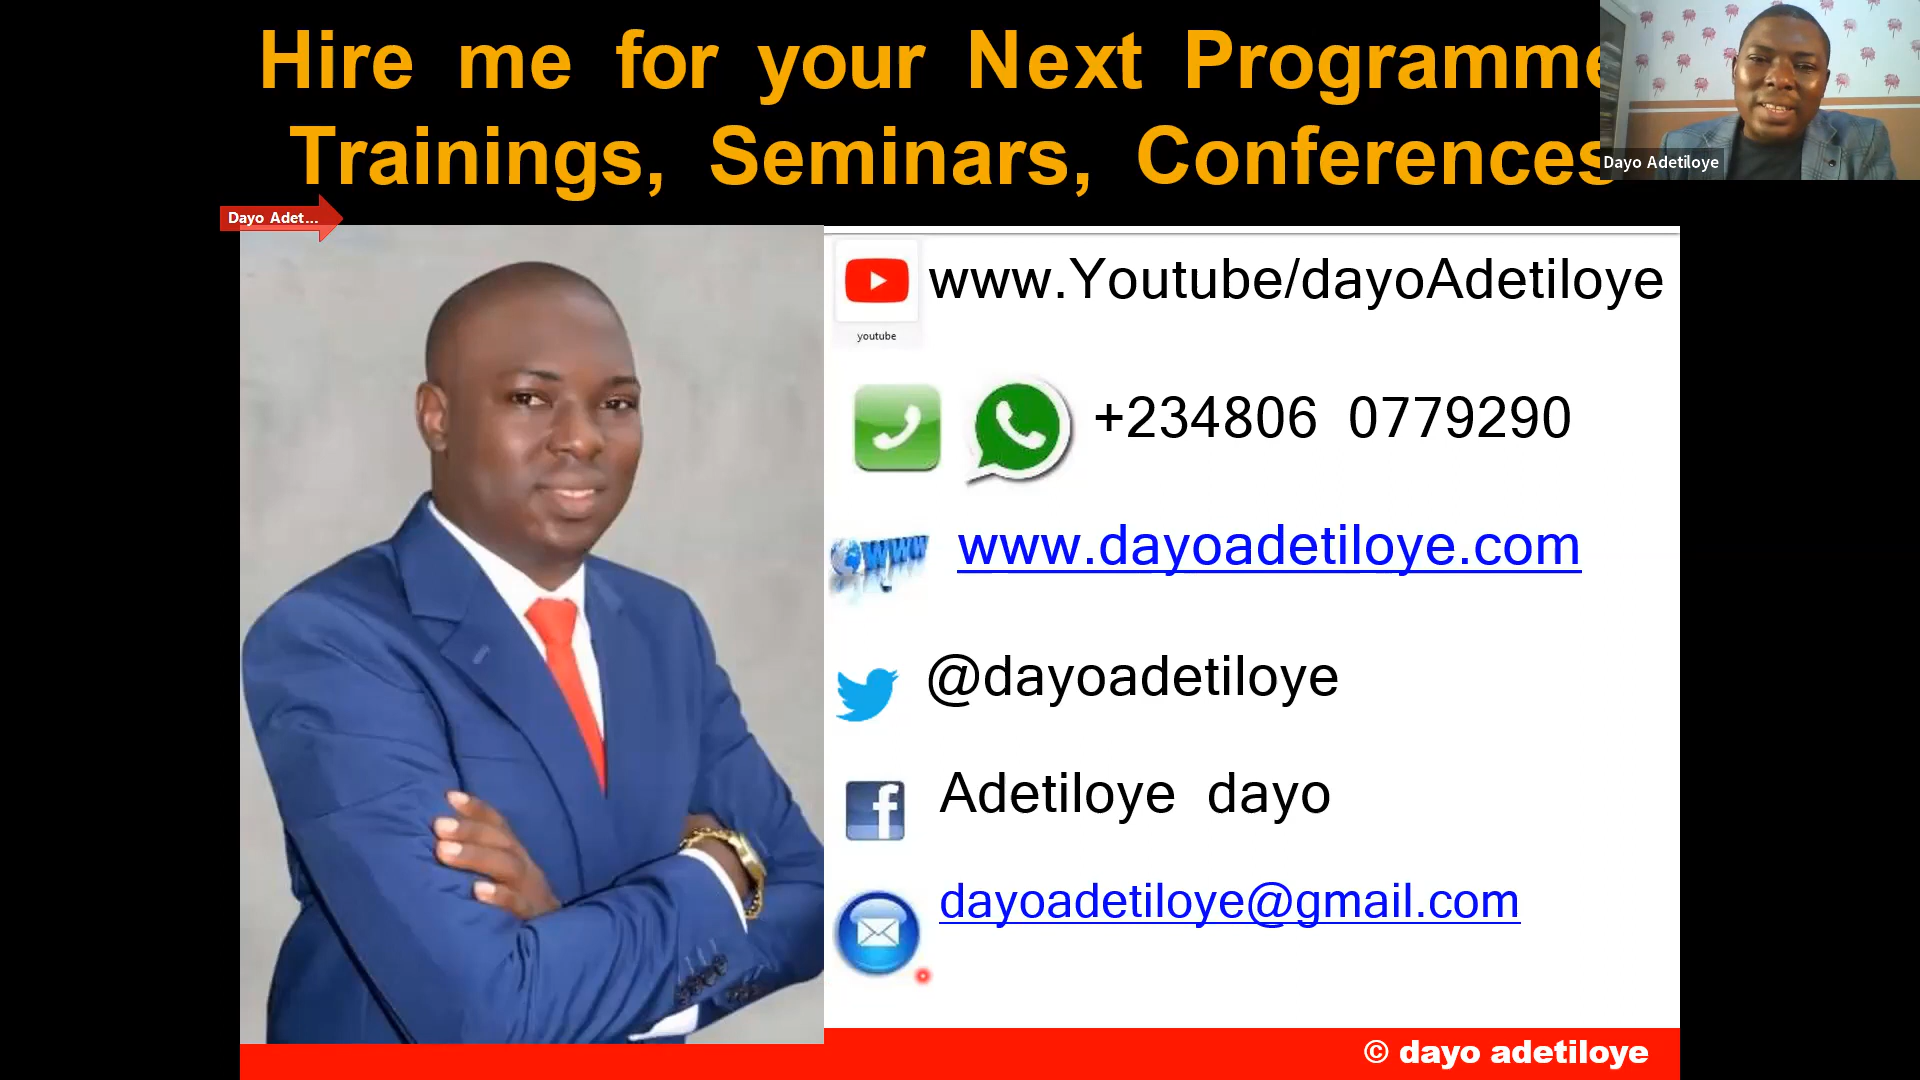 Hire me for your Next Programme
Trainings, Seminars, Conferences
Dayo Adetiloye
Dayo Adet...
www.Youtube/dayoAdetiloye
youtube
+234806 0779290
www
www.dayoadetiloye.com
@dayoadetiloye
Adetiloye dayo
dayoadetiloye@gmail.com
© dayo adetiloye